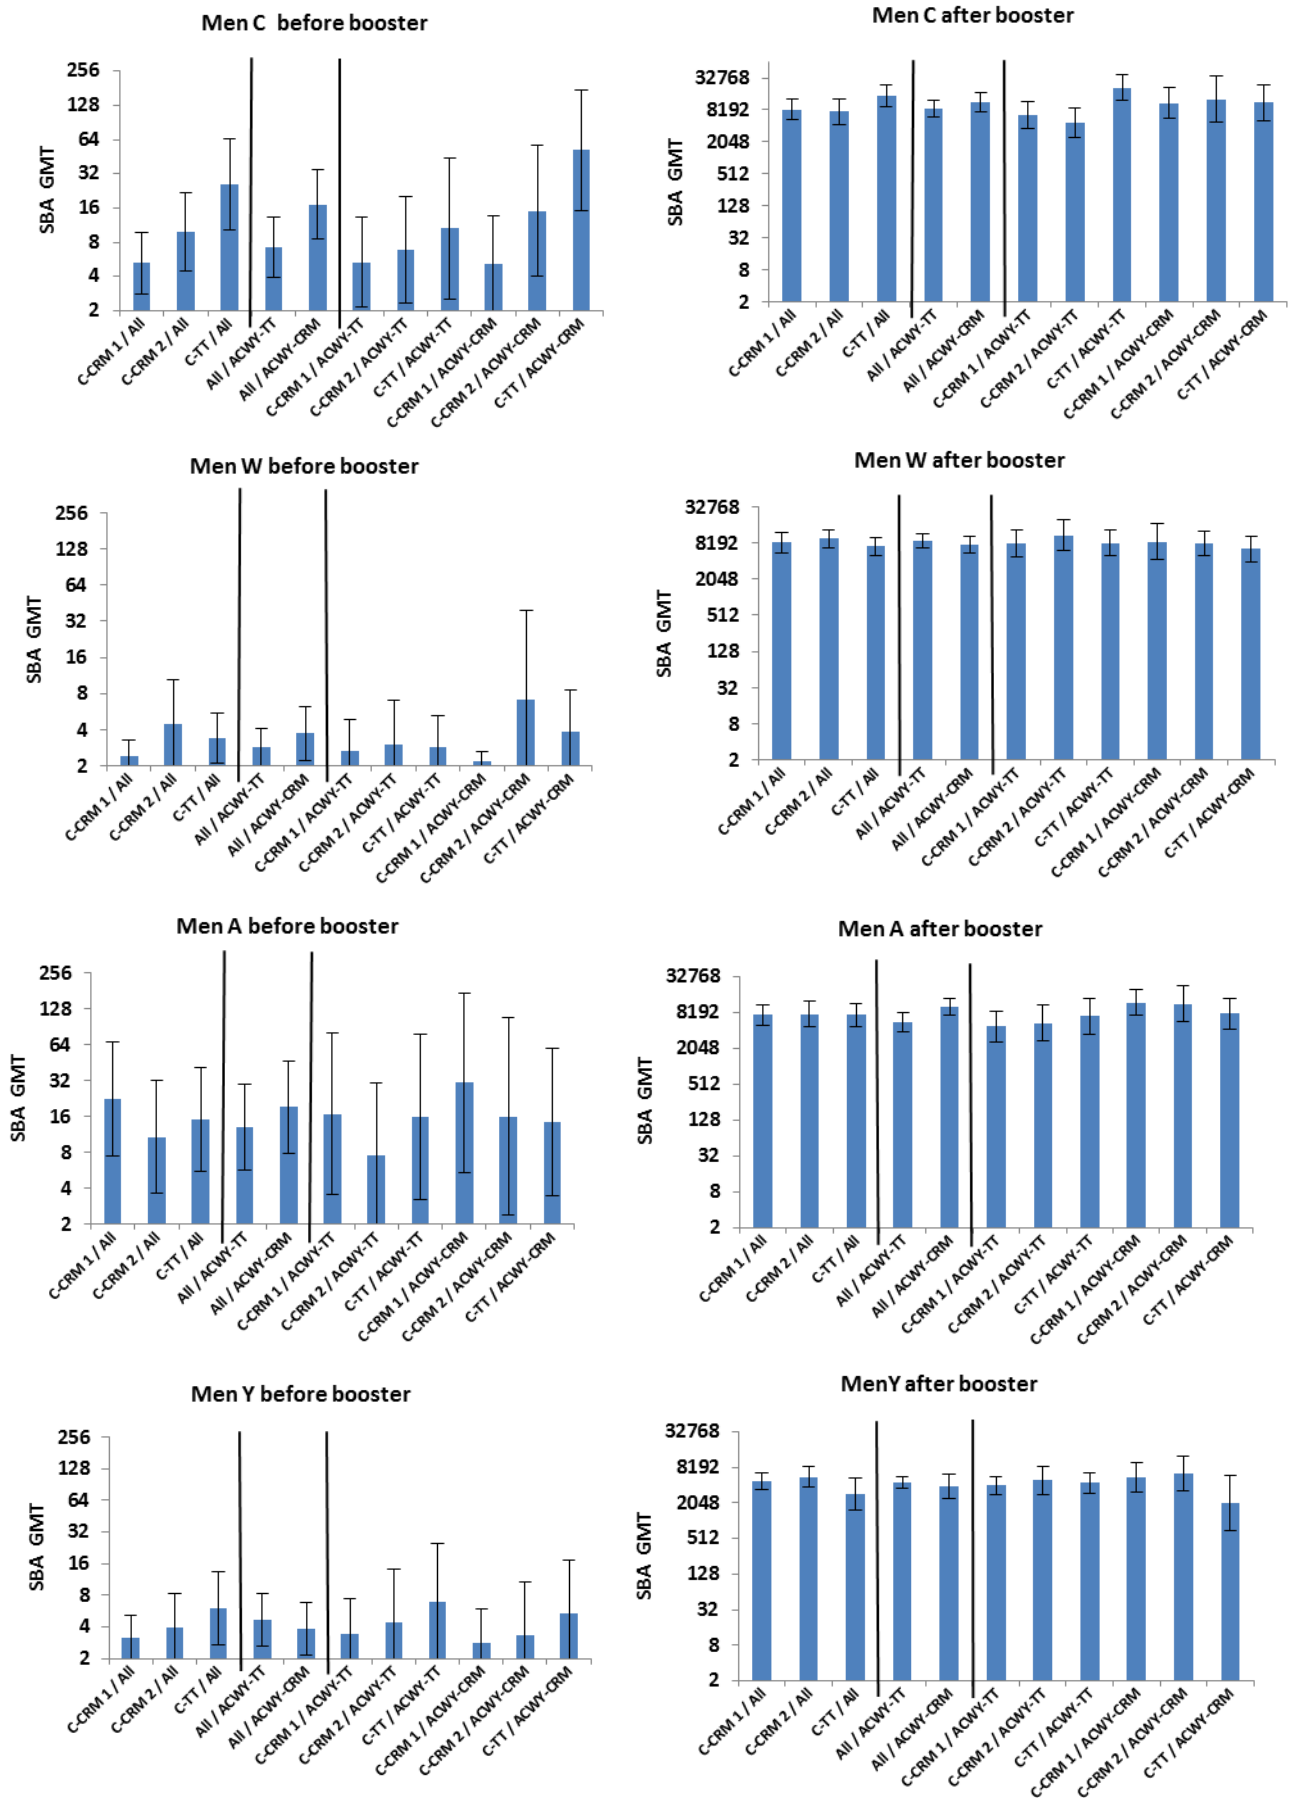 Men C before booster
SBA GMT
256
128
64
32
16
8
4
2
C-CRM 1 / All
C-CRM 2 / All
C-TT / All
All / ACWY-TT
All / ACWY-CRM
C-CRM 1 / ACWY-TT
C-CRM 2 / ACWY-TT
C-TT / ACWY-TT
C-CRM 1 / ACWY-CRM
C-CRM 2 / ACWY-CRM
C-TT / ACWY-CRM
Men C after booster
SBA GMT
32768
8192
2048
512
128
32
8
2
C-CRM 1 / All
C-CRM 2 / All
C-TT / All
All / ACWY-TT
All / ACWY-CRM
C-CRM 1 / ACWY-TT
C-CRM 2 / ACWY-TT
C-TT / ACWY-TT
C-CRM 1 / ACWY-CRM
C-CRM 2 / ACWY-CRM
C-TT / ACWY-CRM
Men W before booster
SBA GMT
256
128
64
32
16
8
4
2
C-CRM 1 / All
C-CRM 2 / All
C-TT / All
All / ACWY-TT
All / ACWY-CRM
C-CRM 1 / ACWY-TT
C-CRM 2 / ACWY-TT
C-TT / ACWY-TT
C-CRM 1 / ACWY-CRM
C-CRM 2 / ACWY-CRM
C-TT / ACWY-CRM
Men W after booster
SBA GMT
32768
8192
2048
512
128
32
8
2
C-CRM 1 / All
C-CRM 2 / All
C-TT / All
All / ACWY-TT
All / ACWY-CRM
C-CRM 1 / ACWY-TT
C-CRM 2 / ACWY-TT
C-TT / ACWY-TT
C-CRM 1 / ACWY-CRM
C-CRM 2 / ACWY-CRM
C-TT / ACWY-CRM
Men A before booster
SBA GMT
256
128
64
32
16
8
4
2
C-CRM 1 / All
C-CRM 2 / All
C-TT / All
All / ACWY-TT
All / ACWY-CRM
C-CRM 1 / ACWY-TT
C-CRM 2 / ACWY-TT
C-TT / ACWY-TT
C-CRM 1 / ACWY-CRM
C-CRM 2 / ACWY-CRM
C-TT / ACWY-CRM
Men A after booster
SBA GMT
32768
8192
2048
512
128
32
8
2
C-CRM 1 / All
C-CRM 2 / All
C-TT / All
All / ACWY-TT
All / ACWY-CRM
C-CRM 1 / ACWY-TT
C-CRM 2 / ACWY-TT
C-TT / ACWY-TT
C-CRM 1 / ACWY-CRM
C-CRM 2 / ACWY-CRM
C-TT / ACWY-CRM
Men Y before booster
SBA GMT
256
128
64
32
16
8
4
2
C-CRM 1 / All
C-CRM 2 / All
C-TT / All
All / ACWY-TT
All / ACWY-CRM
C-CRM 1 / ACWY-TT
C-CRM 2 / ACWY-TT
C-TT / ACWY-TT
C-CRM 1 / ACWY-CRM
C-CRM 2 / ACWY-CRM
C-TT / ACWY-CRM
MenY after booster
SBA GMT
32768
8192
2048
512
128
32
8
2
C-CRM 1 / All
C-CRM 2 / All
C-TT / All
All / ACWY-TT
All / ACWY-CRM
C-CRM 1 / ACWY-TT
C-CRM 2 / ACWY-TT
C-TT / ACWY-TT
C-CRM 1 / ACWY-CRM
C-CRM 2 / ACWY-CRM
C-TT / ACWY-CRM